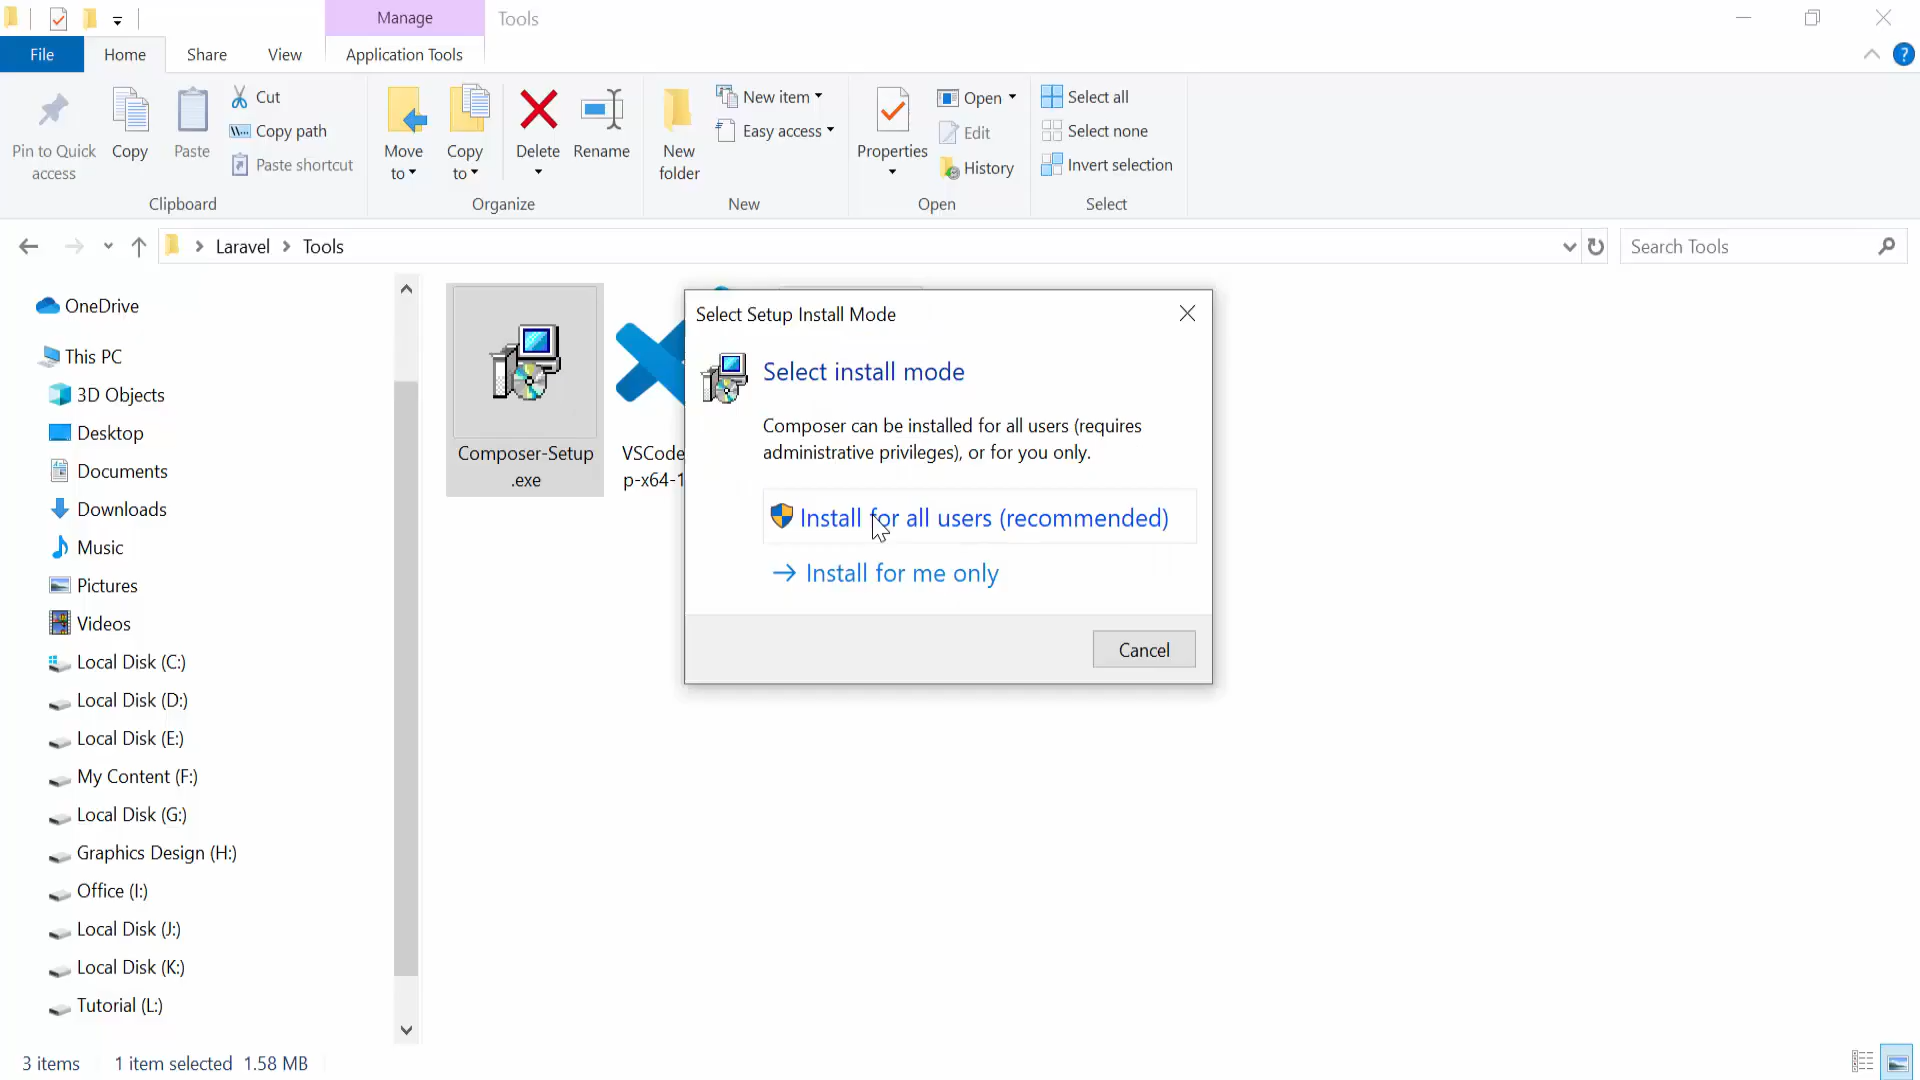 Manage
Tools
File
Home
Share
View
Application Tools
Pin to Quick
access
Copy
Paste
Cut
Copy path
Paste shortcut
Clipboard
Move
to
Copy
to
Delete
Rename
Organize
New
folder
New item
Easy access
New
Properties
Open
Edit
History
Open
Select all
Select none
Invert selection
Select
Laravel
Tools
Search Tools
OneDrive
This PC
3D Objects
Desktop
Documents
Downloads
Music
Pictures
Videos
Local Disk (C:)
Local Disk (D:)
Local Disk (E:)
My Content (F:)
Local Disk (G:)
Graphics Design (H:)
Office (I:)
Local Disk (J:)
Local Disk (K:)
Tutorial (L:)
Composer-Setup
.exe
VSCode
p-x64-1
Select Setup Install Mode
Select install mode
Composer can be installed for all users (requires
administrative privileges), or for you only.
Install for all users (recommended)
Install for me only
Cancel
3 items
1 item selected 1.58 MB